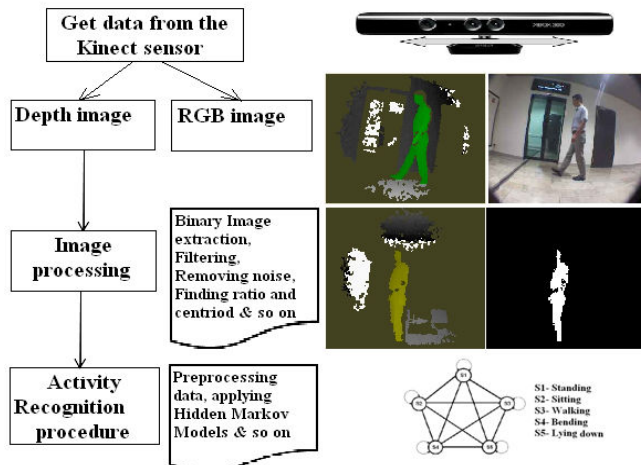 Get data from the
Kinect sensor
XBOX 360
Depth image
RGB image
Image
processing
Binary Image
extraction,
Filtering,
Removing noise,
Finding ratio and
centriod & so on
Activity
Recognition
procedure
Preprocessing
data, applying
Hidden Markov
Models & so on
S1
S2
S3
S4
S5
S1- Standing
S2- Sitting
S3- Walking
S4- Bending
S5- Lying down